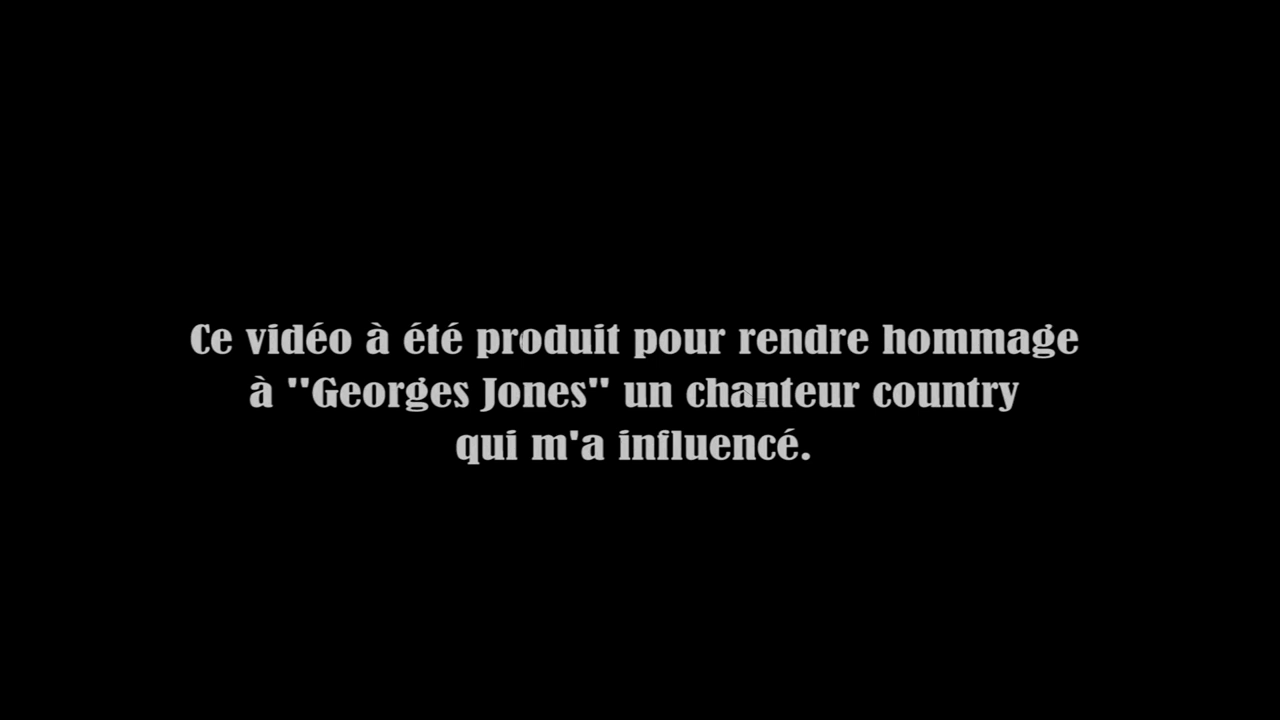 Ce vidéo à été produit pour rendre hommage
à "Georges Jones" un chanteur country
qui m'a influencé.